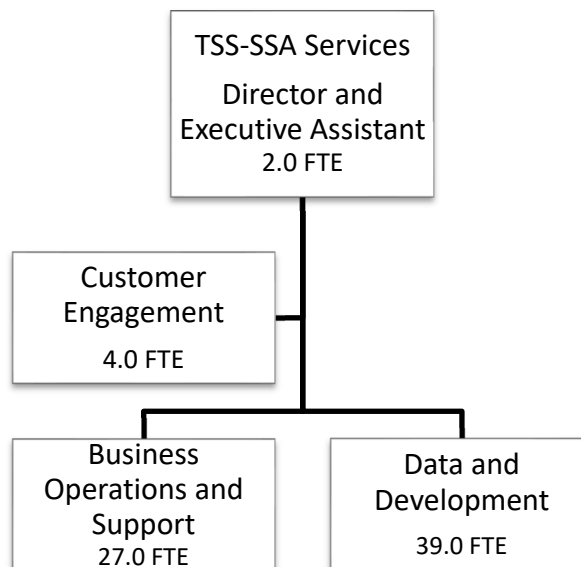 TSS-SSA Services
Director and
Executive Assistant
2.0 FTE
Customer
Engagement
4.0 FTE
Business
Operations and
Support
27.0 FTE
Data and
Development
39.0 FTE